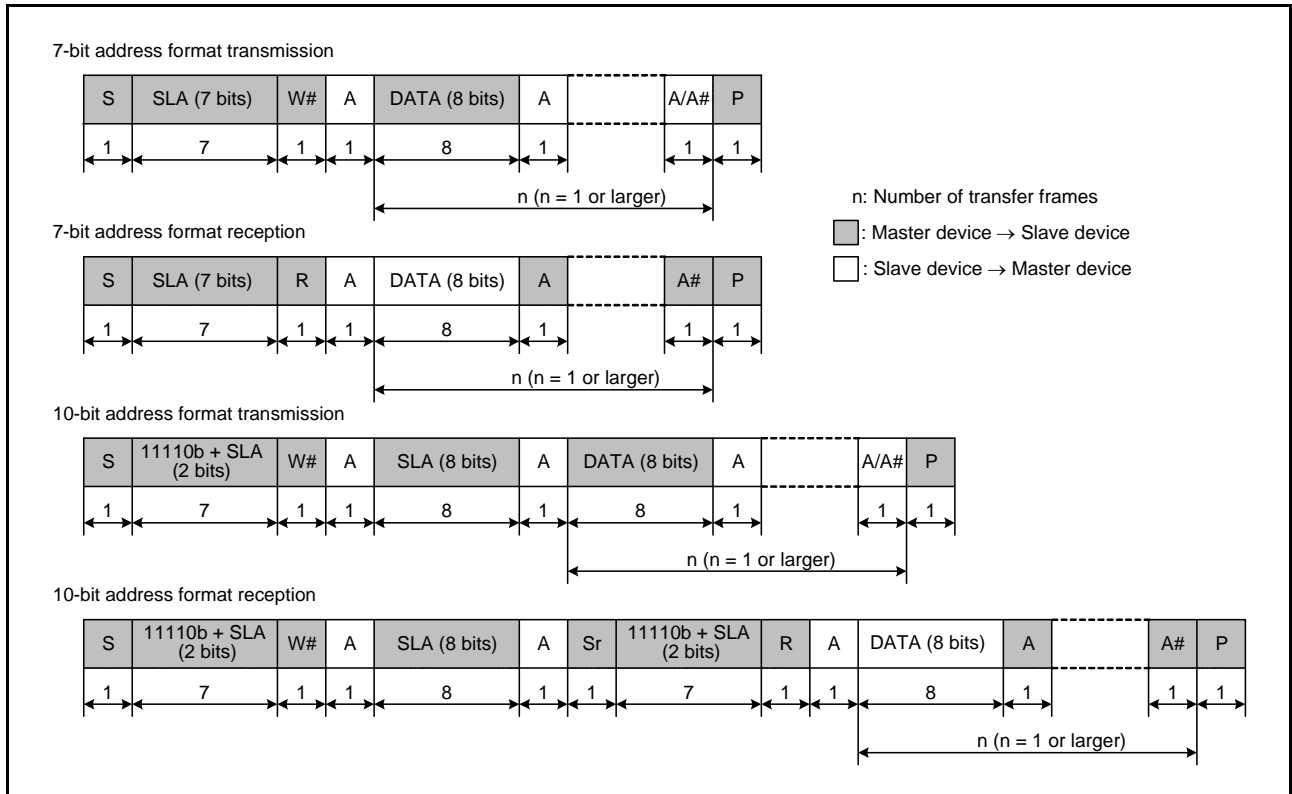 7-bit address format transmission
S SLA (7 bits) W# A DATA (8 bits) A A/A# P
1 7 1 1 8 1 1 1
n (n = 1 or larger)
n: Number of transfer frames
: Master device → Slave device
: Slave device → Master device
7-bit address format reception
S SLA (7 bits) R A DATA (8 bits) A A# P
1 7 1 1 8 1 1 1
n (n = 1 or larger)
10-bit address format transmission
S 11110b + SLA (2 bits) W# A SLA (8 bits) A DATA (8 bits) A A/A# P
1 7 1 1 8 1 8 1 1 1
n (n = 1 or larger)
10-bit address format reception
S 11110b + SLA (2 bits) W# A SLA (8 bits) A Sr 11110b + SLA (2 bits) R A DATA (8 bits) A A# P
1 7 1 1 8 1 1 7 1 1 8 1 1 1
n (n = 1 or larger)